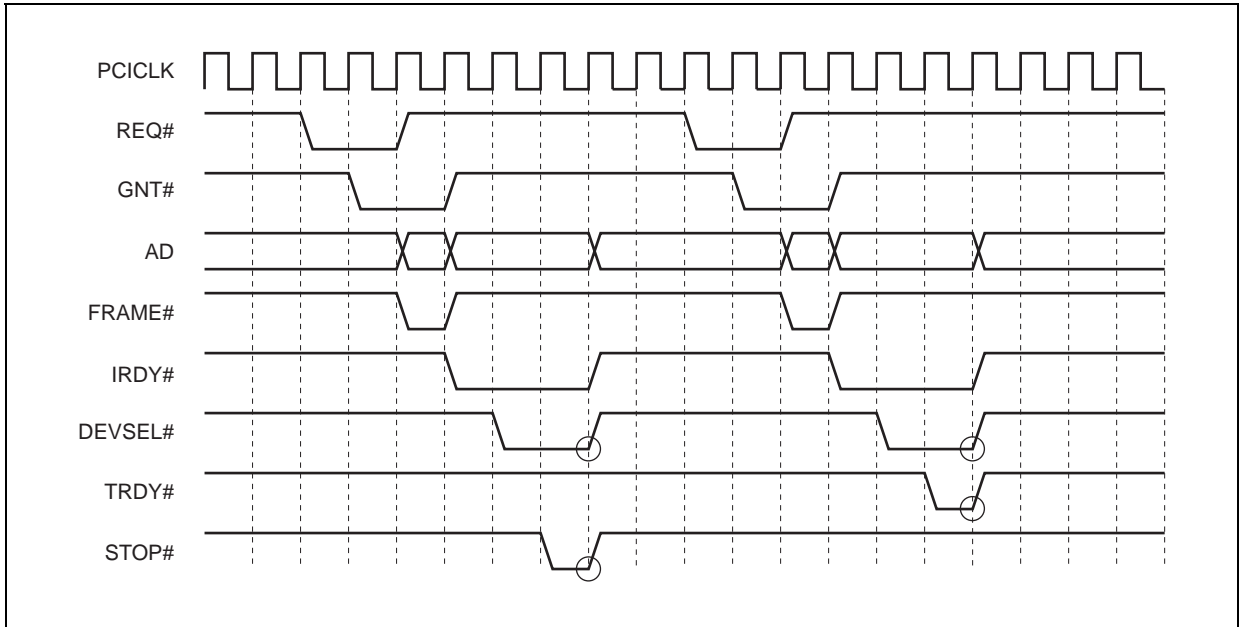 PCICLK
REQ#
GNT#
AD
FRAME#
IRDY#
DEVSEL#
TRDY#
STOP#